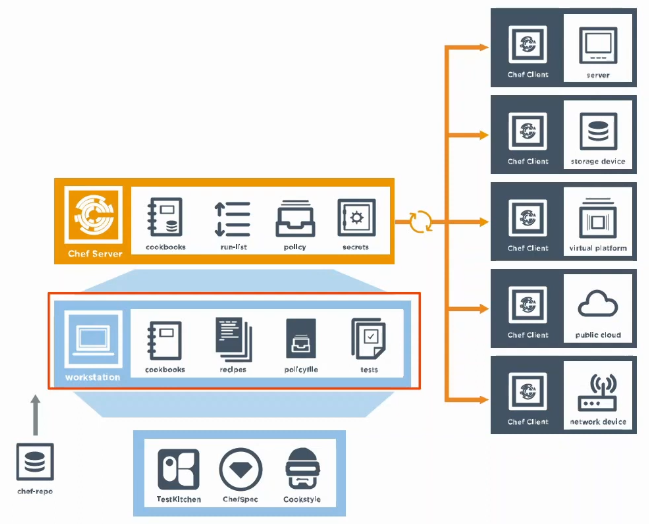 Chef Client
server
Chef Client
storage device
Chef Server
cookbooks
run-list
policy
secrets
Chef Client
virtual platform
workstation
cookbooks
recipes
policyfile
tests
Chef Client
public cloud
Chef Client
network device
chef-repo
TestKitchen
ChefSpec
Cookstyle